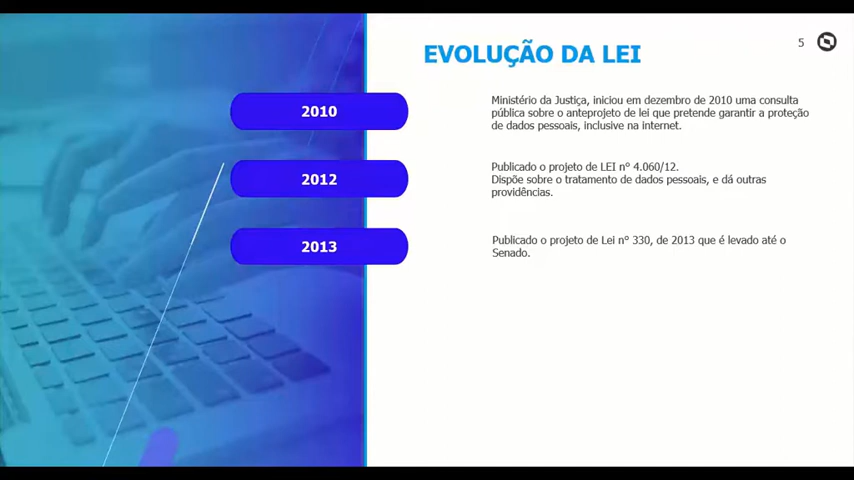 EVOLUÇÃO DA LEI
5
2010
Ministério da Justiça, iniciou em dezembro de 2010 uma consulta
pública sobre o anteprojeto de lei que pretende garantir a proteção
de dados pessoais, inclusive na internet.
2012
Publicado o projeto de LEI n° 4.060/12.
Dispõe sobre o tratamento de dados pessoais, e dá outras
providências.
2013
Publicado o projeto de Lei n° 330, de 2013 que é levado até o
Senado.